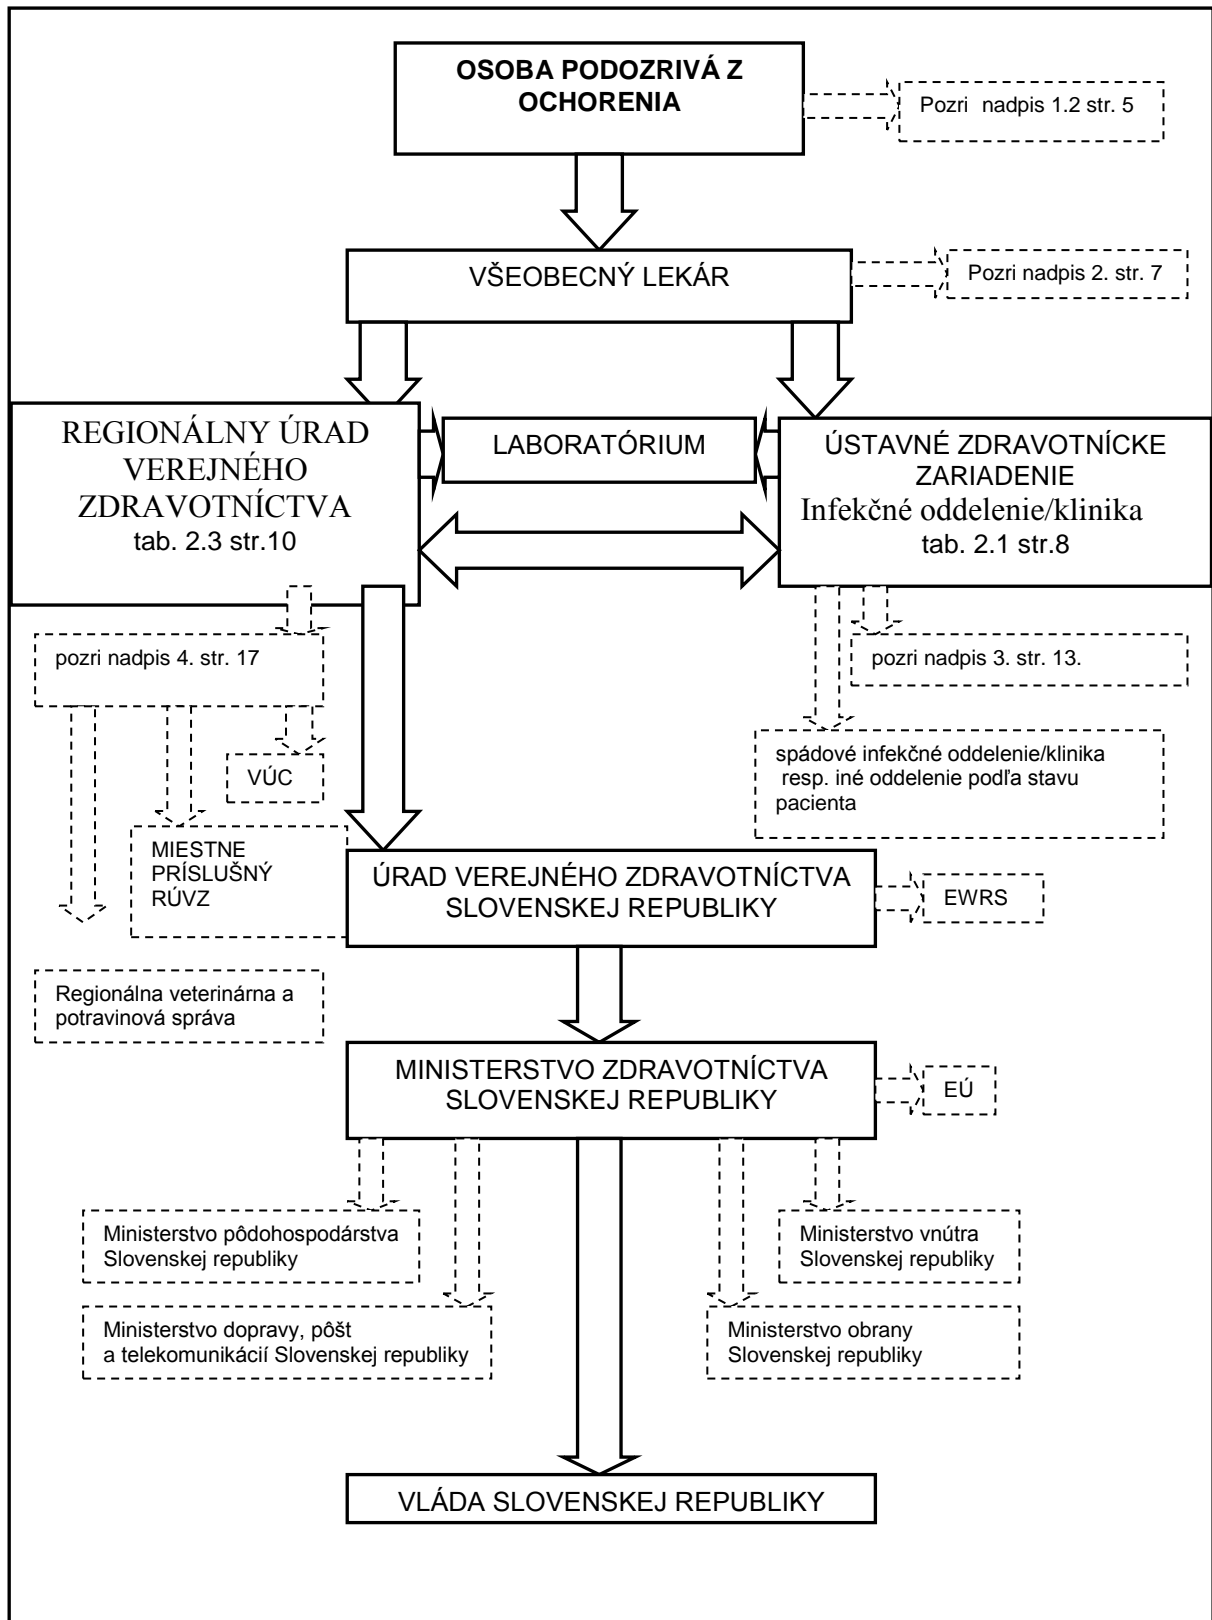 OSOBA PODOZRIVÁ Z
OCHORENIA
Pozri nadpis 1.2 str. 5
VŠEOBECNÝ LEKÁR
Pozri nadpis 2. str. 7
REGIONÁLNY ÚRAD
VEREJNÉHO
ZDRAVOTNÍCTVA
tab. 2.3 str.10
LABORATÓRIUM
ÚSTAVNÉ ZDRAVOTNÍCKE
ZARIADENIE
Infekčné oddelenie/klinika
tab. 2.1 str.8
pozri nadpis 4. str. 17
pozri nadpis 3. str. 13.
VÚC
spádové infekčné oddelenie/klinika
resp. iné oddelenie podľa stavu
pacienta
MIESTNE
PRÍSLUŠNÝ
RÚVZ
ÚRAD VEREJNÉHO ZDRAVOTNÍCTVA
SLOVENSKEJ REPUBLIKY
EWRS
Regionálna veterinárna a
potravinová správa
MINISTERSTVO ZDRAVOTNÍCTVA
SLOVENSKEJ REPUBLIKY
EÚ
Ministerstvo pôdohospodárstva
Slovenskej republiky
Ministerstvo vnútra
Slovenskej republiky
Ministerstvo dopravy, pôšt
a telekomunikácií Slovenskej republiky
Ministerstvo obrany
Slovenskej republiky
VLÁDA SLOVENSKEJ REPUBLIKY